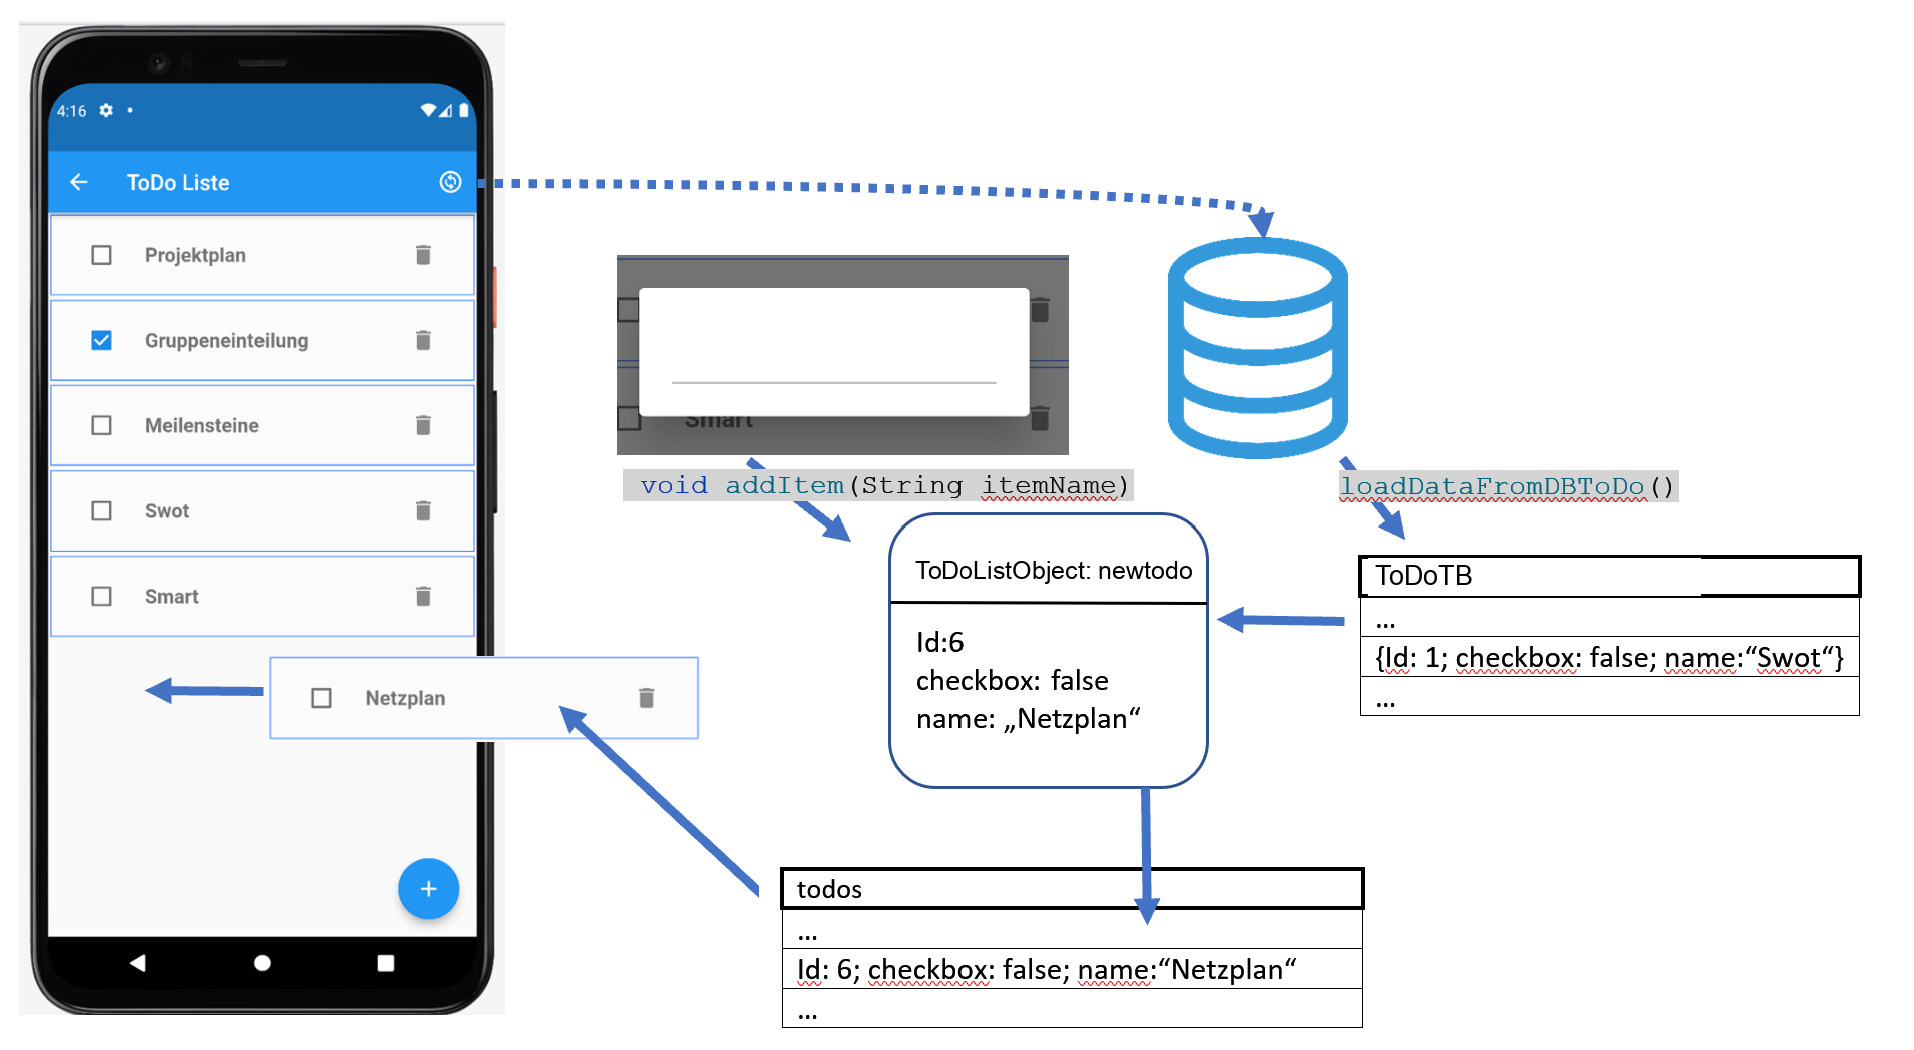 4:16
ToDo Liste
Projektplan
Gruppeneinteilung
Meilensteine
Swot
Smart
Netzplan
Smart
void addItem(String itemName)
loadDataFromDBToDo()
ToDoListObject: newtodo
Id:6
checkbox: false
name: „Netzplan“
ToDoTB
...
{Id: 1; checkbox: false; name:“Swot“}
...
todos
...
Id: 6; checkbox: false; name:“Netzplan“
...